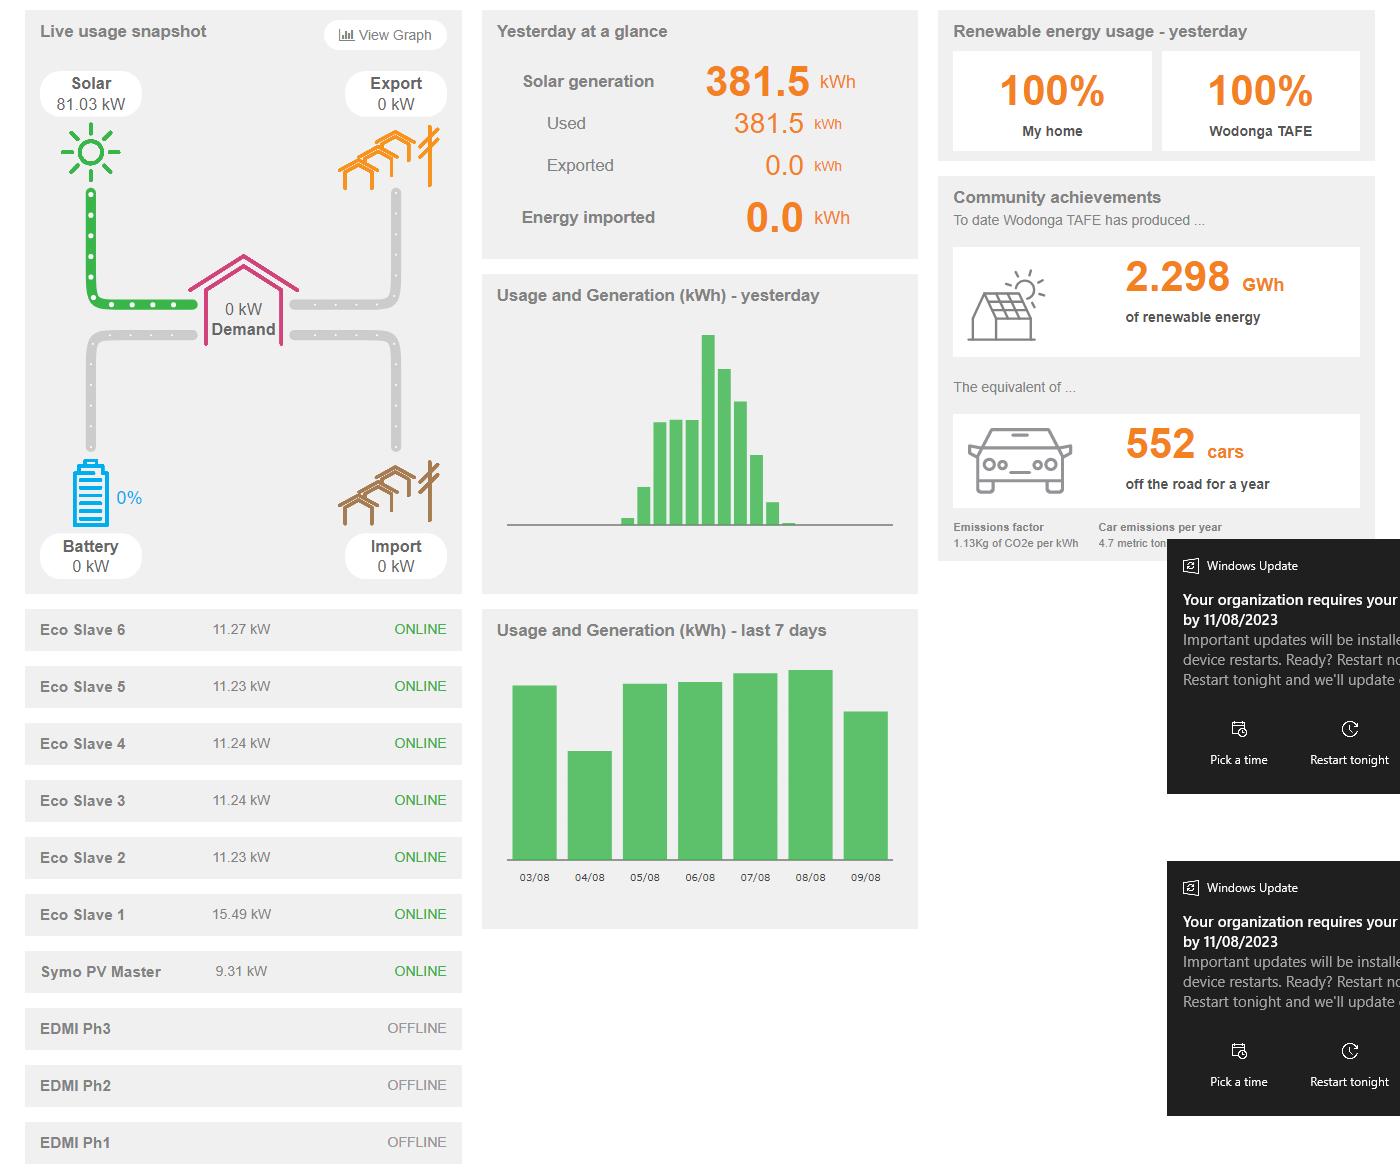 Live usage snapshot
View Graph
Solar
81.03 kW
Export
0 kW
0 kW
Demand
0%
Battery
0 kW
Import
0 kW
Eco Slave 6 11.27 kW ONLINE
Eco Slave 5 11.23 kW ONLINE
Eco Slave 4 11.24 kW ONLINE
Eco Slave 3 11.24 kW ONLINE
Eco Slave 2 11.23 kW ONLINE
Eco Slave 1 15.49 kW ONLINE
Symo PV Master 9.31 kW ONLINE
EDMI Ph3 OFFLINE
EDMI Ph2 OFFLINE
EDMI Ph1 OFFLINE
Yesterday at a glance
Solar generation 381.5 kWh
Used 381.5 kWh
Exported 0.0 kWh
Energy imported 0.0 kWh
Usage and Generation (kWh) - yesterday
Usage and Generation (kWh) - last 7 days
03/08 04/08 05/08 06/08 07/08 08/08 09/08
Renewable energy usage - yesterday
100%
My home
100%
Wodonga TAFE
Community achievements
To date Wodonga TAFE has produced ...
2.298 GWh
of renewable energy
The equivalent of ...
552 cars
off the road for a year
Emissions factor
1.13Kg of CO2e per kWh
Car emissions per year
4.7 metric ton
Windows Update
Your organization requires your
by 11/08/2023
Important updates will be installe
device restarts. Ready? Restart no
Restart tonight and we'll update
Pick a time
Restart tonight
Windows Update
Your organization requires your
by 11/08/2023
Important updates will be installe
device restarts. Ready? Restart no
Restart tonight and we'll update
Pick a time
Restart tonight